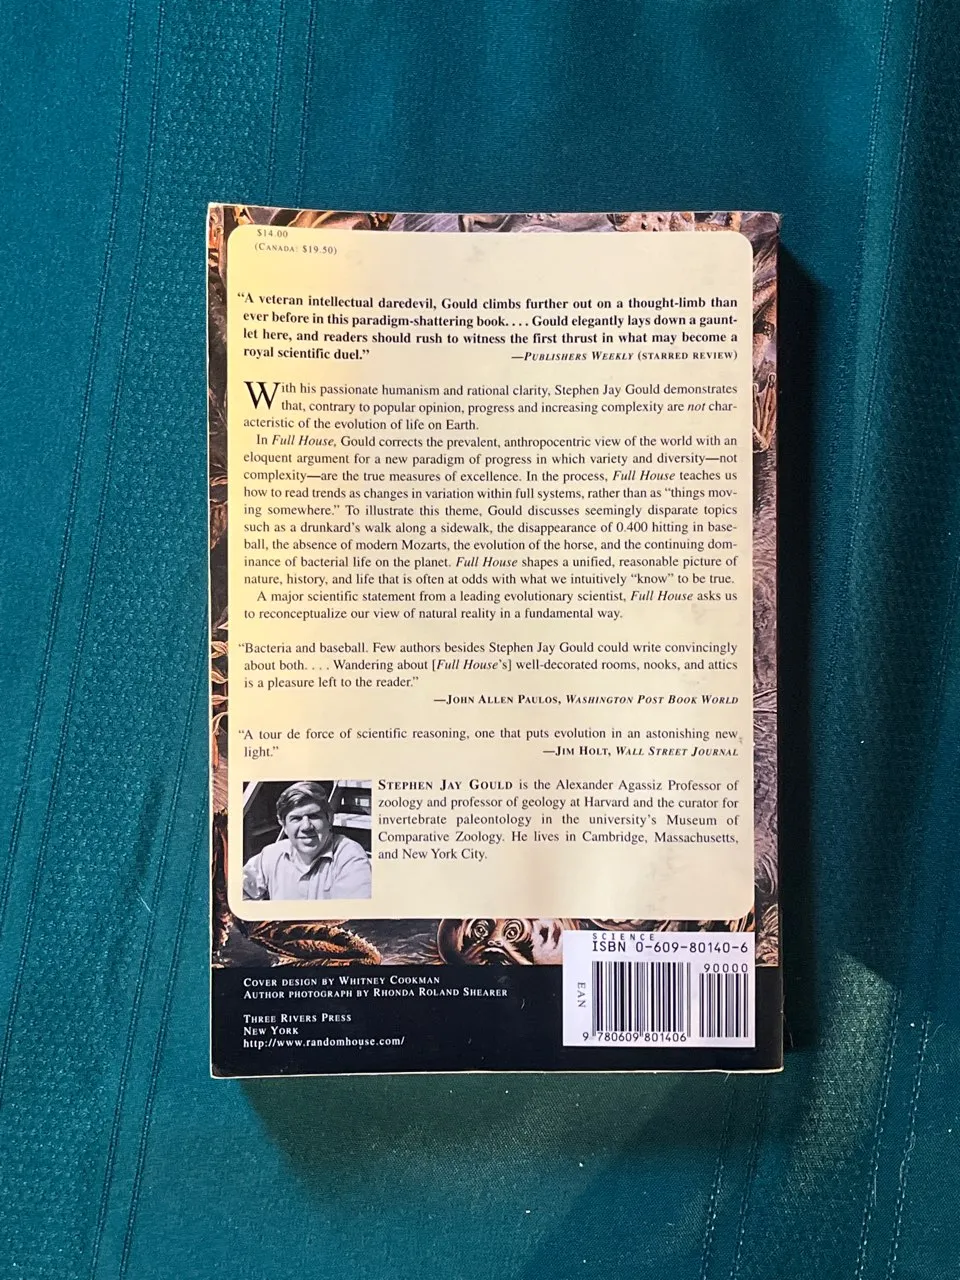 $14.00
(CANADA: $19.50)
“A veteran intellectual daredevil, Gould climbs further out on a thought-limb than
ever before in this paradigm-shattering book. . . . Gould elegantly lays down a gaunt-
let here, and readers should rush to witness the first thrust in what may become a
royal scientific duel.” —PUBLISHERS WEEKLY (STARRED REVIEW)
With his passionate humanism and rational clarity, Stephen Jay Gould demonstrates
that, contrary to popular opinion, progress and increasing complexity are not char-
acteristic of the evolution of life on Earth.
In Full House, Gould corrects the prevalent, anthropocentric view of the world with an
eloquent argument for a new paradigm of progress in which variety and diversity—not
complexity—are the true measures of excellence. In the process, Full House teaches us
how to read trends as changes in variation within full systems, rather than as “things mov-
ing somewhere.” To illustrate this theme, Gould discusses seemingly disparate topics
such as a drunkard’s walk along a sidewalk, the disappearance of 0.400 hitting in base-
ball, the absence of modern Mozarts, the evolution of the horse, and the continuing dom-
inance of bacterial life on the planet. Full House shapes a unified, reasonable picture of
nature, history, and life that is often at odds with what we intuitively “know” to be true.
A major scientific statement from a leading evolutionary scientist, Full House asks us
to reconceptualize our view of natural reality in a fundamental way.
“Bacteria and baseball. Few authors besides Stephen Jay Gould could write convincingly
about both. . . . Wandering about [Full House’s] well-decorated rooms, nooks, and attics
is a pleasure left to the reader.”
—JOHN ALLEN PAULOS, WASHINGTON POST BOOK WORLD
“A tour de force of scientific reasoning, one that puts evolution in an astonishing new
light.” —JIM HOLT, WALL STREET JOURNAL
STEPHEN JAY GOULD is the Alexander Agassiz Professor of
zoology and professor of geology at Harvard and the curator for
invertebrate paleontology in the university’s Museum of
Comparative Zoology. He lives in Cambridge, Massachusetts,
and New York City.
COVER DESIGN BY WHITNEY COOKMAN
AUTHOR PHOTOGRAPH BY RHONDA ROLAND SHEARER
THREE RIVERS PRESS
NEW YORK
http://www.randomhouse.com/
SCIENCE
ISBN 0-609-80140-6
90000
EAN
9 780609 801406